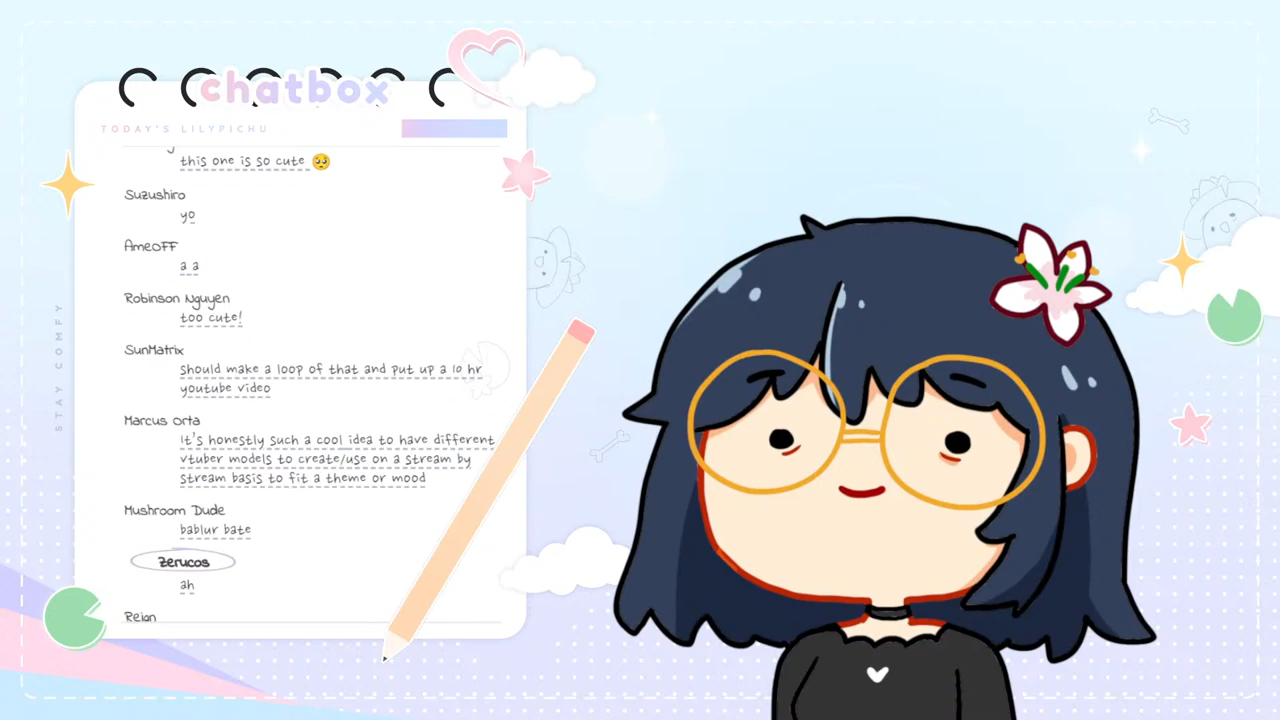 chatbox
TODAY'S LILYPICHU
this one is so cute 🥺
Suzushiro
yo
AmeOFF
a a
Robinson Nguyen
too cute!
SunMatrix
should make a loop of that and put up a 10 hr
youtube video
Marcus Orta
It's honestly such a cool idea to have different
vtuber models to create/use on a stream by
stream basis to fit a theme or mood
Mushroom Dude
bablur bate
Zerucos
ah
Reian
STAY COMFY